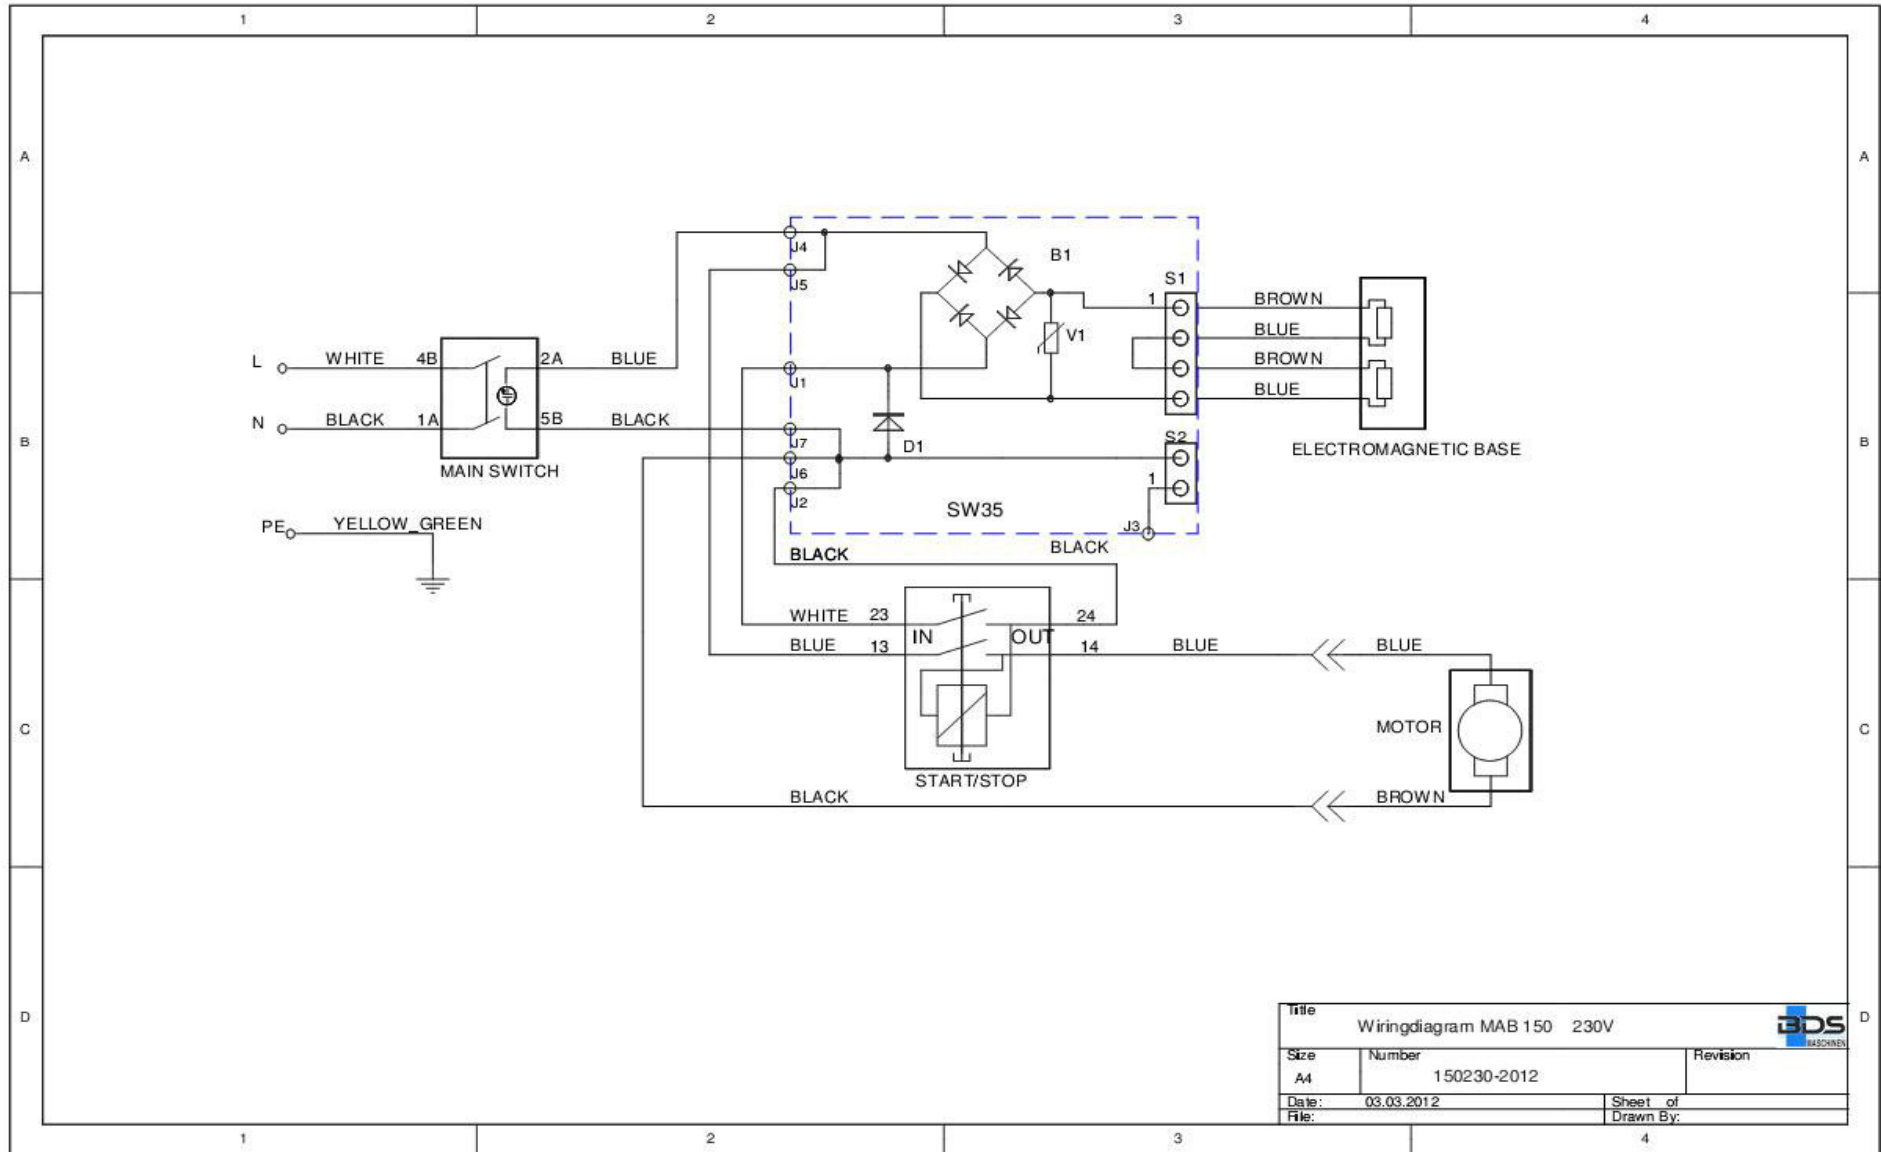 1 2 3 4
A A
J4
B1
J5
S1
1 BROWN
V1
BLUE
L WHITE 4B 2A BLUE BROWN
J1
BLUE
N BLACK 1A 5B BLACK
J7 D1 S2
B B
ELECTROMAGNETIC BASE
MAIN SWITCH
J6
1
J2
SW35
PE YELLOW_GREEN
J3
BLACK BLACK
WHITE 23 24
IN OUT
BLUE 13 14 BLUE BLUE
C MOTOR C
START/STOP
BLACK BROWN
D D
Title
Wiringdiagram MAB 150 230V
BDS
MASCHINEN
Size Number Revision
A4 150230-2012
Date: 03.03.2012 Sheet of
File: Drawn By:
1 2 3 4